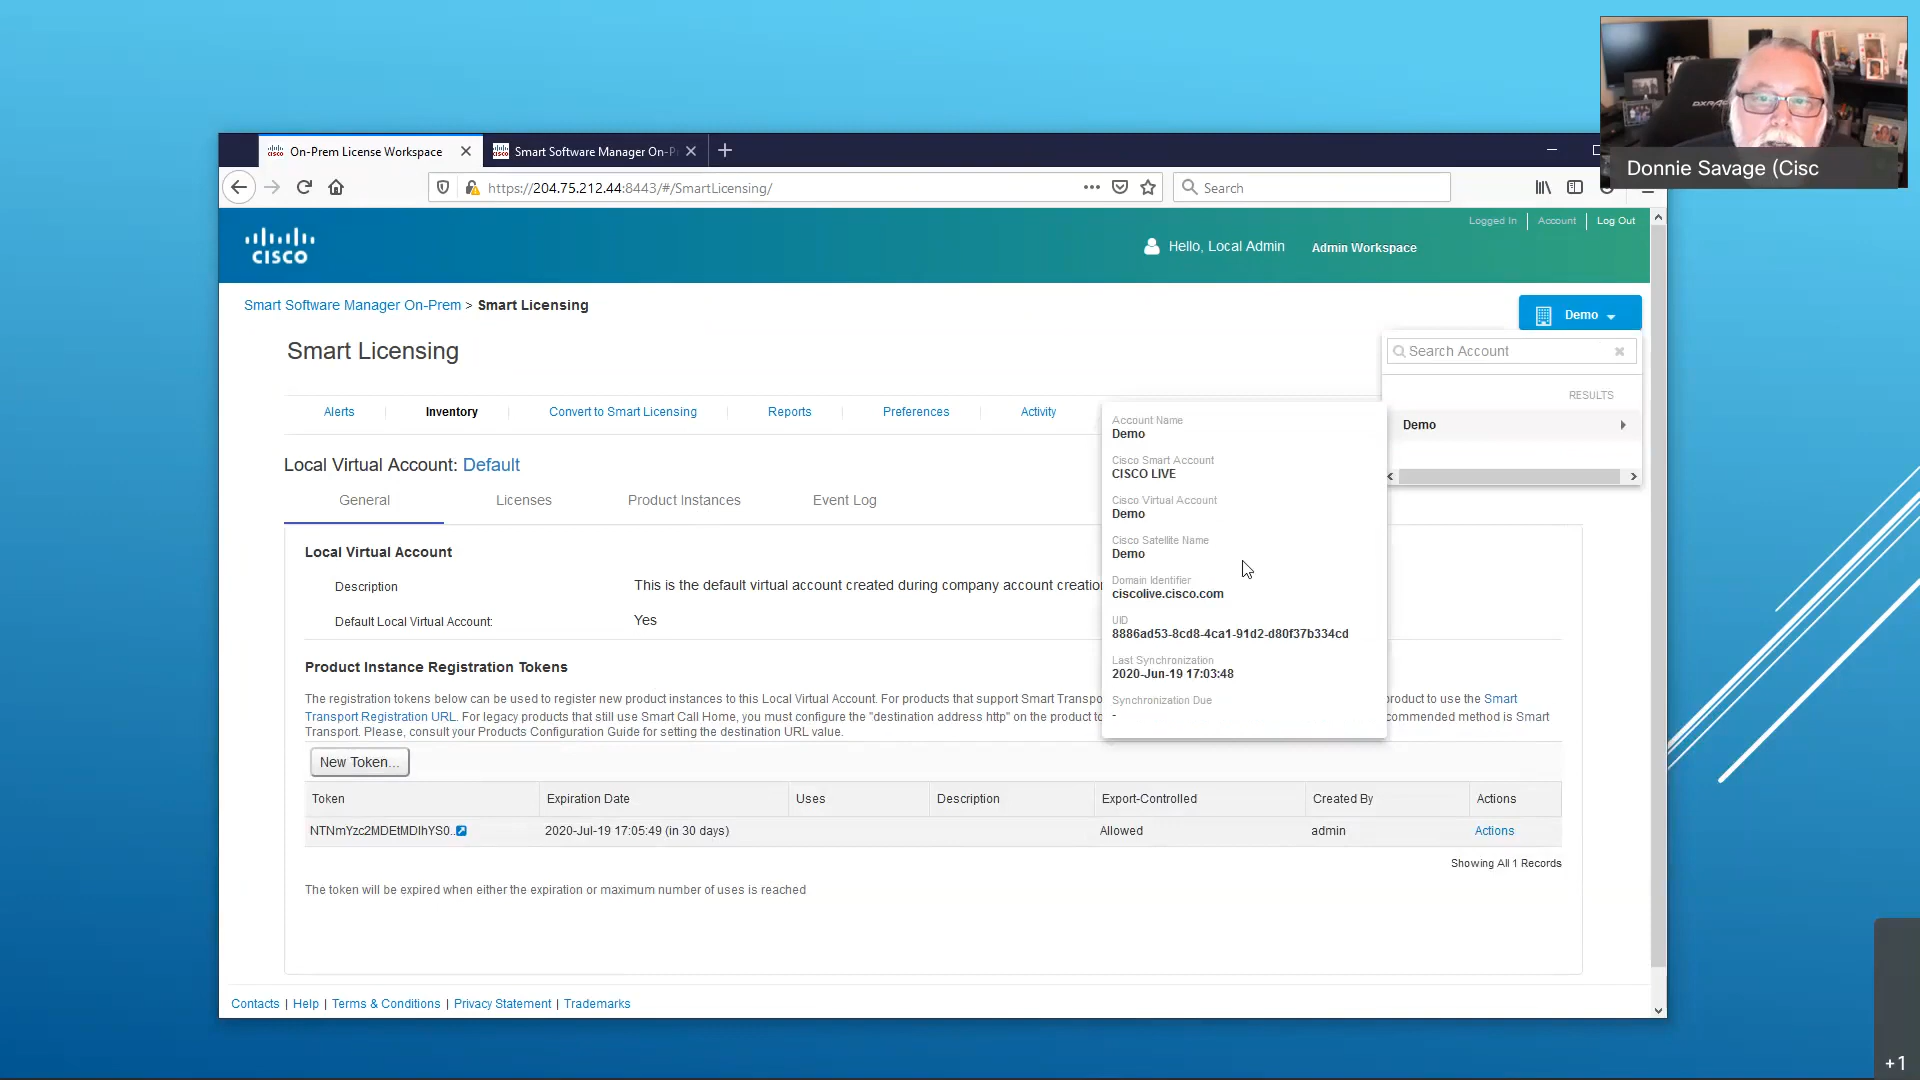 Donnie Savage (Cisc
On-Prem License Workspace
Smart Software Manager On-P
https://204.75.212.44:8443/#/SmartLicensing/
Search
Logged In | Account | Log Out
cisco
Hello, Local Admin
Admin Workspace
Smart Software Manager On-Prem > Smart Licensing
Demo
Smart Licensing
Search Account
RESULTS
Demo
Alerts
Inventory
Convert to Smart Licensing
Reports
Preferences
Activity
Account Name
Demo
Cisco Smart Account
CISCO LIVE
Cisco Virtual Account
Demo
Cisco Satellite Name
Demo
Domain Identifier
ciscolive.cisco.com
UID
8886ad53-8cd8-4ca1-91d2-d80f37b334cd
Last Synchronization
2020-Jun-19 17:03:48
Synchronization Due
-
Local Virtual Account: Default
General
Licenses
Product Instances
Event Log
Local Virtual Account
Description
This is the default virtual account created during company account creation
Default Local Virtual Account:
Yes
Product Instance Registration Tokens
The registration tokens below can be used to register new product instances to this Local Virtual Account. For products that support Smart Transpo product to use the Smart
Transport Registration URL. For legacy products that still use Smart Call Home, you must configure the "destination address http" on the product to commended method is Smart
Transport. Please, consult your Products Configuration Guide for setting the destination URL value.
New Token...
Token
Expiration Date
Uses
Description
Export-Controlled
Created By
Actions
NTNmYzc2MDEtMDlhYS0..
2020-Jul-19 17:05:49 (in 30 days)
Allowed
admin
Actions
Showing All 1 Records
The token will be expired when either the expiration or maximum number of uses is reached
Contacts | Help | Terms & Conditions | Privacy Statement | Trademarks
+1